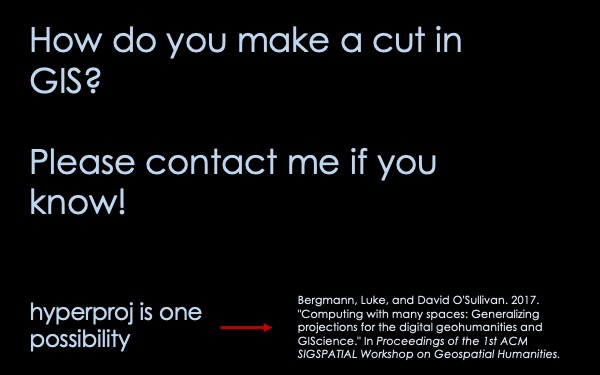 How do you make a cut in
GIS?
Please contact me if you
know!
hyperproj is one
possibility
Bergmann, Luke, and David O'Sullivan. 2017.
"Computing with many spaces: Generalizing
projections for the digital geohumanities and
GIScience." In Proceedings of the 1st ACM
SIGSPATIAL Workshop on Geospatial Humanities.